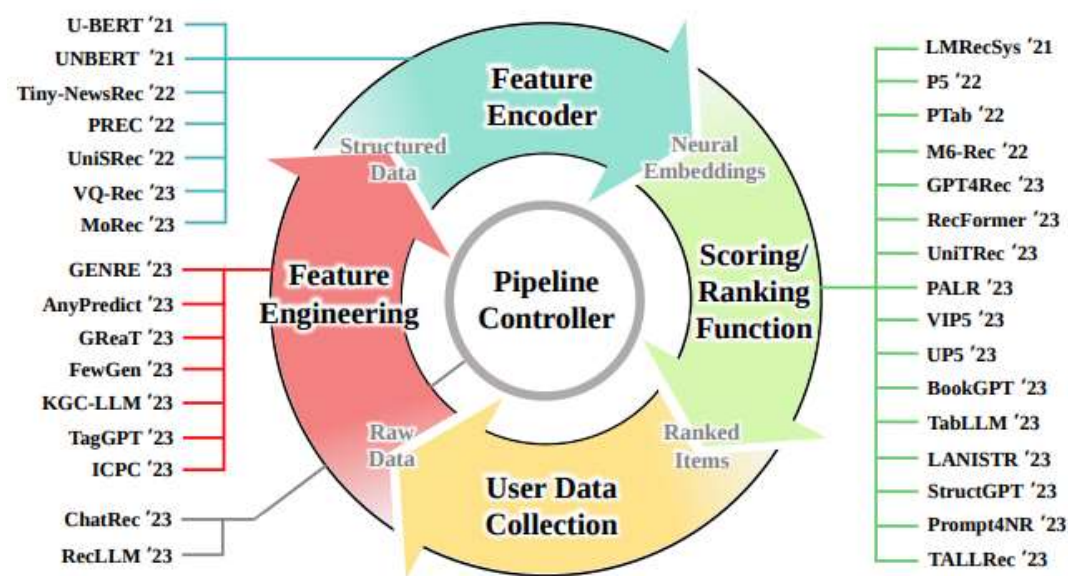 U-BERT '21
UNBERT '21
Tiny-NewsRec '22
PREC '22
UniSRec '22
VQ-Rec '23
MoRec '23
GENRE '23
AnyPredict '23
GReaT '23
FewGen '23
KGC-LLM '23
TagGPT '23
ICPC '23
ChatRec '23
RecLLM '23
Feature
Encoder
Structured
Data
Neural
Embeddings
Feature
Engineering
Pipeline
Controller
Scoring/
Ranking
Function
Raw
Data
Ranked
Items
User Data
Collection
LMRecSys '21
P5 '22
PTab '22
M6-Rec '22
GPT4Rec '23
RecFormer '23
UniTRec '23
PALR '23
VIP5 '23
UP5 '23
BookGPT '23
TabLLM '23
LANISTR '23
StructGPT '23
Prompt4NR '23
TALLRec '23